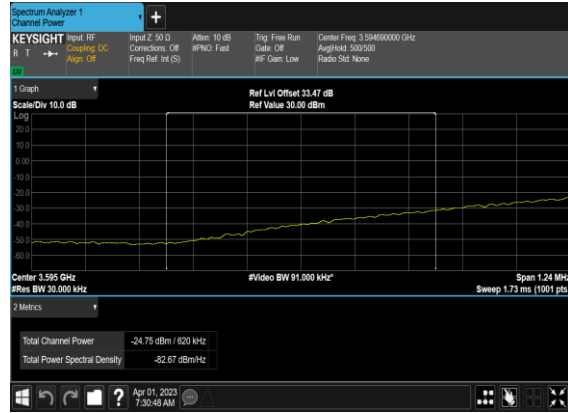 Spectrum Analyzer 1
Channel Power
+
KEYSIGHT Input: RF Input Z: 50 Ω Atten: 10 dB Trig: Free Run Center Freq: 3.594690000 GHz
R T Coupling: DC Corrections: Off #PNO: Fast Gate: Off Avg|Hold: 500/500
Align: Off Freq Ref: Int (S) #IF Gain: Low Radio Std: None
1 Graph
Ref Lvl Offset 33.47 dB
Scale/Div 10.0 dB Ref Value 30.00 dBm
Log
20.0
10.0
0.00
-10.0
-20.0
-30.0
-40.0
-50.0
-60.0
Center 3.595 GHz #Video BW 91.000 kHz* Span 1.24 MHz
#Res BW 30.000 kHz Sweep 1.73 ms (1001 pts
2 Metrics
Total Channel Power -24.75 dBm / 620 kHz
Total Power Spectral Density -82.67 dBm/Hz
? Apr 01, 2023
7:30:48 AM